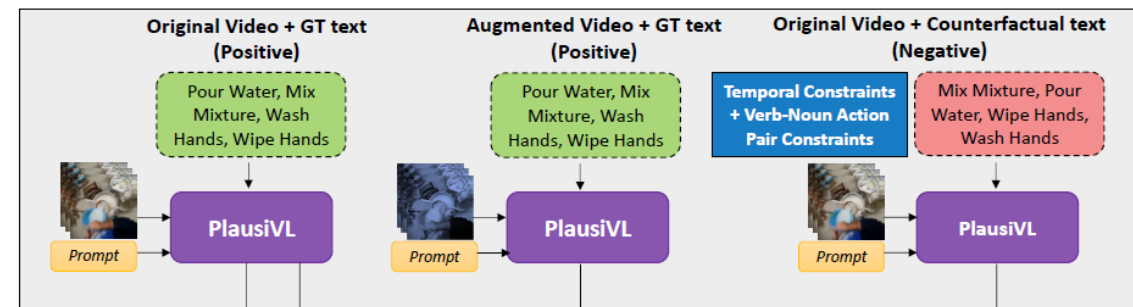 Original Video + GT text
(Positive)
Pour Water, Mix
Mixture, Wash
Hands, Wipe Hands
PlausiVL
Prompt
Augmented Video + GT text
(Positive)
Pour Water, Mix
Mixture, Wash
Hands, Wipe Hands
PlausiVL
Prompt
Original Video + Counterfactual text
(Negative)
Temporal Constraints
+ Verb-Noun Action
Pair Constraints
Mix Mixture, Pour
Water, Wipe Hands,
Wash Hands
PlausiVL
Prompt